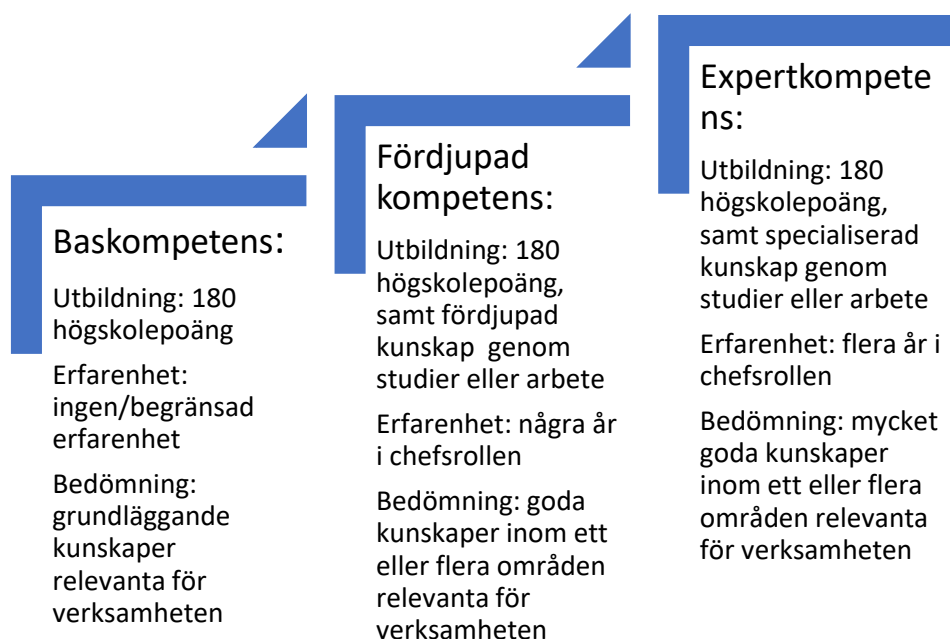 Baskompetens:
Utbildning: 180
högskolepoäng
Erfarenhet:
ingen/begränsad
erfarenhet
Bedömning:
grundläggande
kunskaper
relevanta för
verksamheten
Fördjupad
kompetens:
Utbildning: 180
högskolepoäng,
samt fördjupad
kunskap genom
studier eller arbete
Erfarenhet: några år
i chefsrollen
Bedömning: goda
kunskaper inom ett
eller flera områden
relevanta för
verksamheten
Expertkompete
ns:
Utbildning: 180
högskolepoäng,
samt specialiserad
kunskap genom
studier eller arbete
Erfarenhet: flera år i
chefsrollen
Bedömning: mycket
goda kunskaper
inom ett eller flera
områden relevanta
för verksamheten